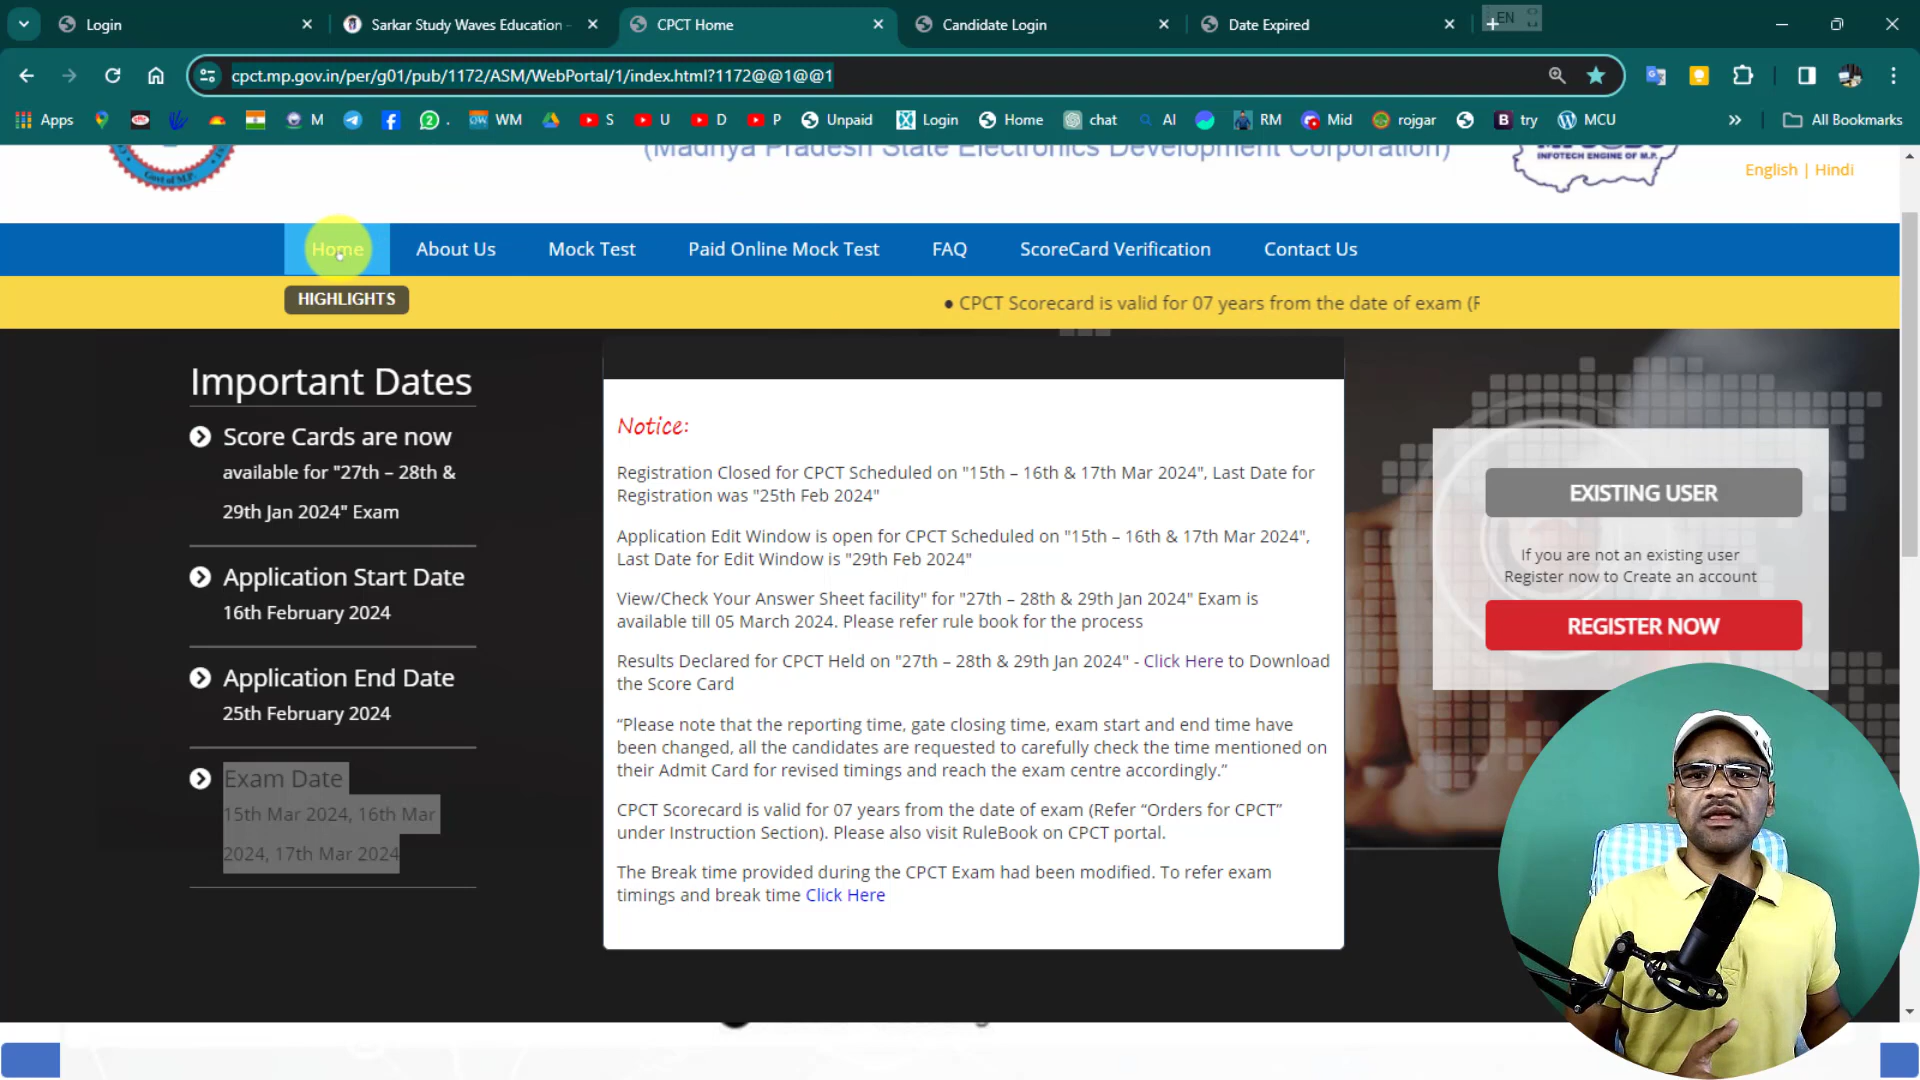 Login
Sarkar Study Waves Education -
CPCT Home
Candidate Login
Date Expired
EN
cpct.mp.gov.in/per/g01/pub/1172/ASM/WebPortal/1/index.html?1172@@1@@1
Apps
M
.
WM
S
U
D
P
Unpaid
Login
Home
chat
AI
RM
Mid
rojgar
try
MCU
All Bookmarks
Govt of M.P.
(Madhya Pradesh State Electronics Development Corporation)
INFOTECH ENGINE OF M.P.
English | Hindi
Home
About Us
Mock Test
Paid Online Mock Test
FAQ
ScoreCard Verification
Contact Us
HIGHLIGHTS
● CPCT Scorecard is valid for 07 years from the date of exam (R
Important Dates
Score Cards are now
available for "27th – 28th &
29th Jan 2024" Exam
Application Start Date
16th February 2024
Application End Date
25th February 2024
Exam Date
15th Mar 2024, 16th Mar
2024, 17th Mar 2024
Notice:
Registration Closed for CPCT Scheduled on "15th – 16th & 17th Mar 2024", Last Date for
Registration was "25th Feb 2024"
Application Edit Window is open for CPCT Scheduled on "15th – 16th & 17th Mar 2024",
Last Date for Edit Window is "29th Feb 2024"
View/Check Your Answer Sheet facility" for "27th – 28th & 29th Jan 2024" Exam is
available till 05 March 2024. Please refer rule book for the process
Results Declared for CPCT Held on "27th – 28th & 29th Jan 2024" - Click Here to Download
the Score Card
“Please note that the reporting time, gate closing time, exam start and end time have
been changed, all the candidates are requested to carefully check the time mentioned on
their Admit Card for revised timings and reach the exam centre accordingly.”
CPCT Scorecard is valid for 07 years from the date of exam (Refer “Orders for CPCT”
under Instruction Section). Please also visit RuleBook on CPCT portal.
The Break time provided during the CPCT Exam had been modified. To refer exam
timings and break time Click Here
EXISTING USER
If you are not an existing user
Register now to Create an account
REGISTER NOW